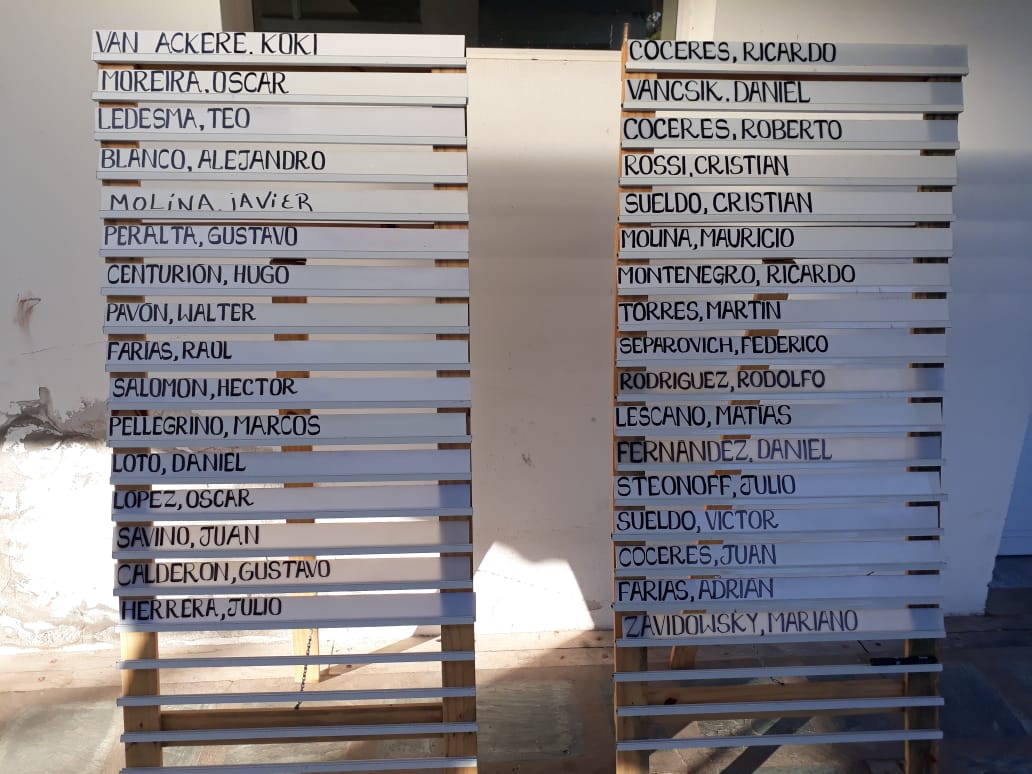 VAN ACKERE. KOKI
MOREIRA. OSCAR
LEDESMA, TEO
BLANCO, ALEJANDRO
MOLINA. JAVIER
PERALTA, GUSTAVO
CENTURION, HUGO
PAVÓN, WALTER
FARIAS, RAUL
SALOMON, HECTOR
PELLEGRINO, MARCOS
LOTO, DANIEL
LOPEZ, OSCAR
SAVINO, JUAN
CALDERON, GUSTAVO
HERRERA, JULIO
COCERES, RICARDO
VANCSIK. DANIEL
COCERES, ROBERTO
ROSSI, CRISTIAN
SUELDO, CRISTIAN
MOLINA, MAURICIO
MONTENEGRO, RICARDO
TORRES, MARTIN
SEPAROVICH, FEDERICO
RODRIGUEZ, RODOLFO
LESCANO, MATÍAS
FERNANDEZ, DANIEL
STEONOFF, JULIO
SUELDO, VICTOR
COCERES, JUAN
FARIAS, ADRIAN
ZAVIDOWSKY, MARIANO